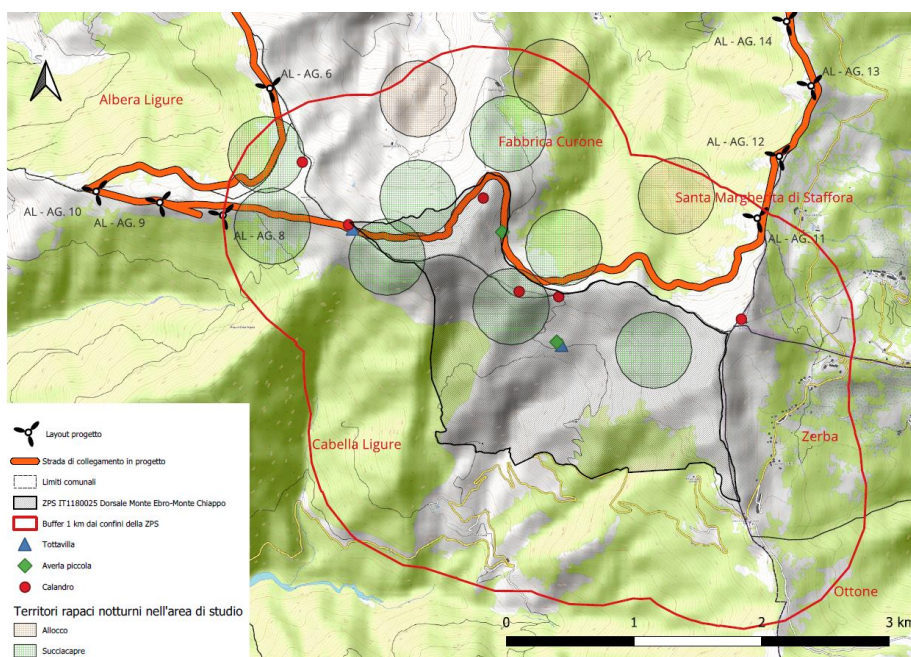 AL - AG. 14
AL - AG. 6
AL - AG. 13
Albera Ligure
Fabbrica Curone
AL - AG. 12
Santa Margherita di Staffora
AL - AG. 10
AL - AG. 9
AL - AG. 8
AL - AG. 11
Cabella Ligure
Zerba
Ottone
Layout progetto
Strada di collegamento in progetto
Limiti comunali
ZPS IT1180025 Dorsale Monte Ebro-Monte Chiappo
Buffer 1 km dai confini della ZPS
Tottavilla
Averla piccola
Calandro
Territori rapaci notturni nell'area di studio
Allocco
Succiacapre
0 1 2 3 km